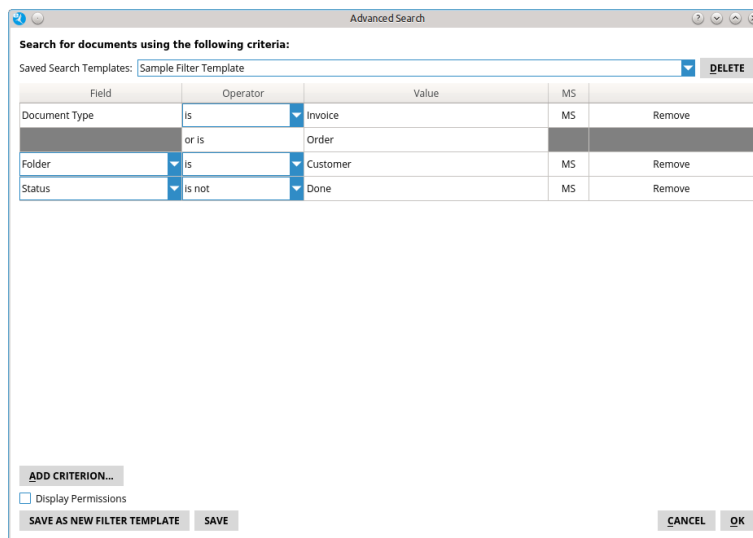 Advanced Search
Search for documents using the following criteria:
Saved Search Templates: Sample Filter Template DELETE
Field Operator Value MS
Document Type is Invoice MS Remove
or is Order
Folder is Customer MS Remove
Status is not Done MS Remove
ADD CRITERION...
Display Permissions
SAVE AS NEW FILTER TEMPLATE SAVE CANCEL OK